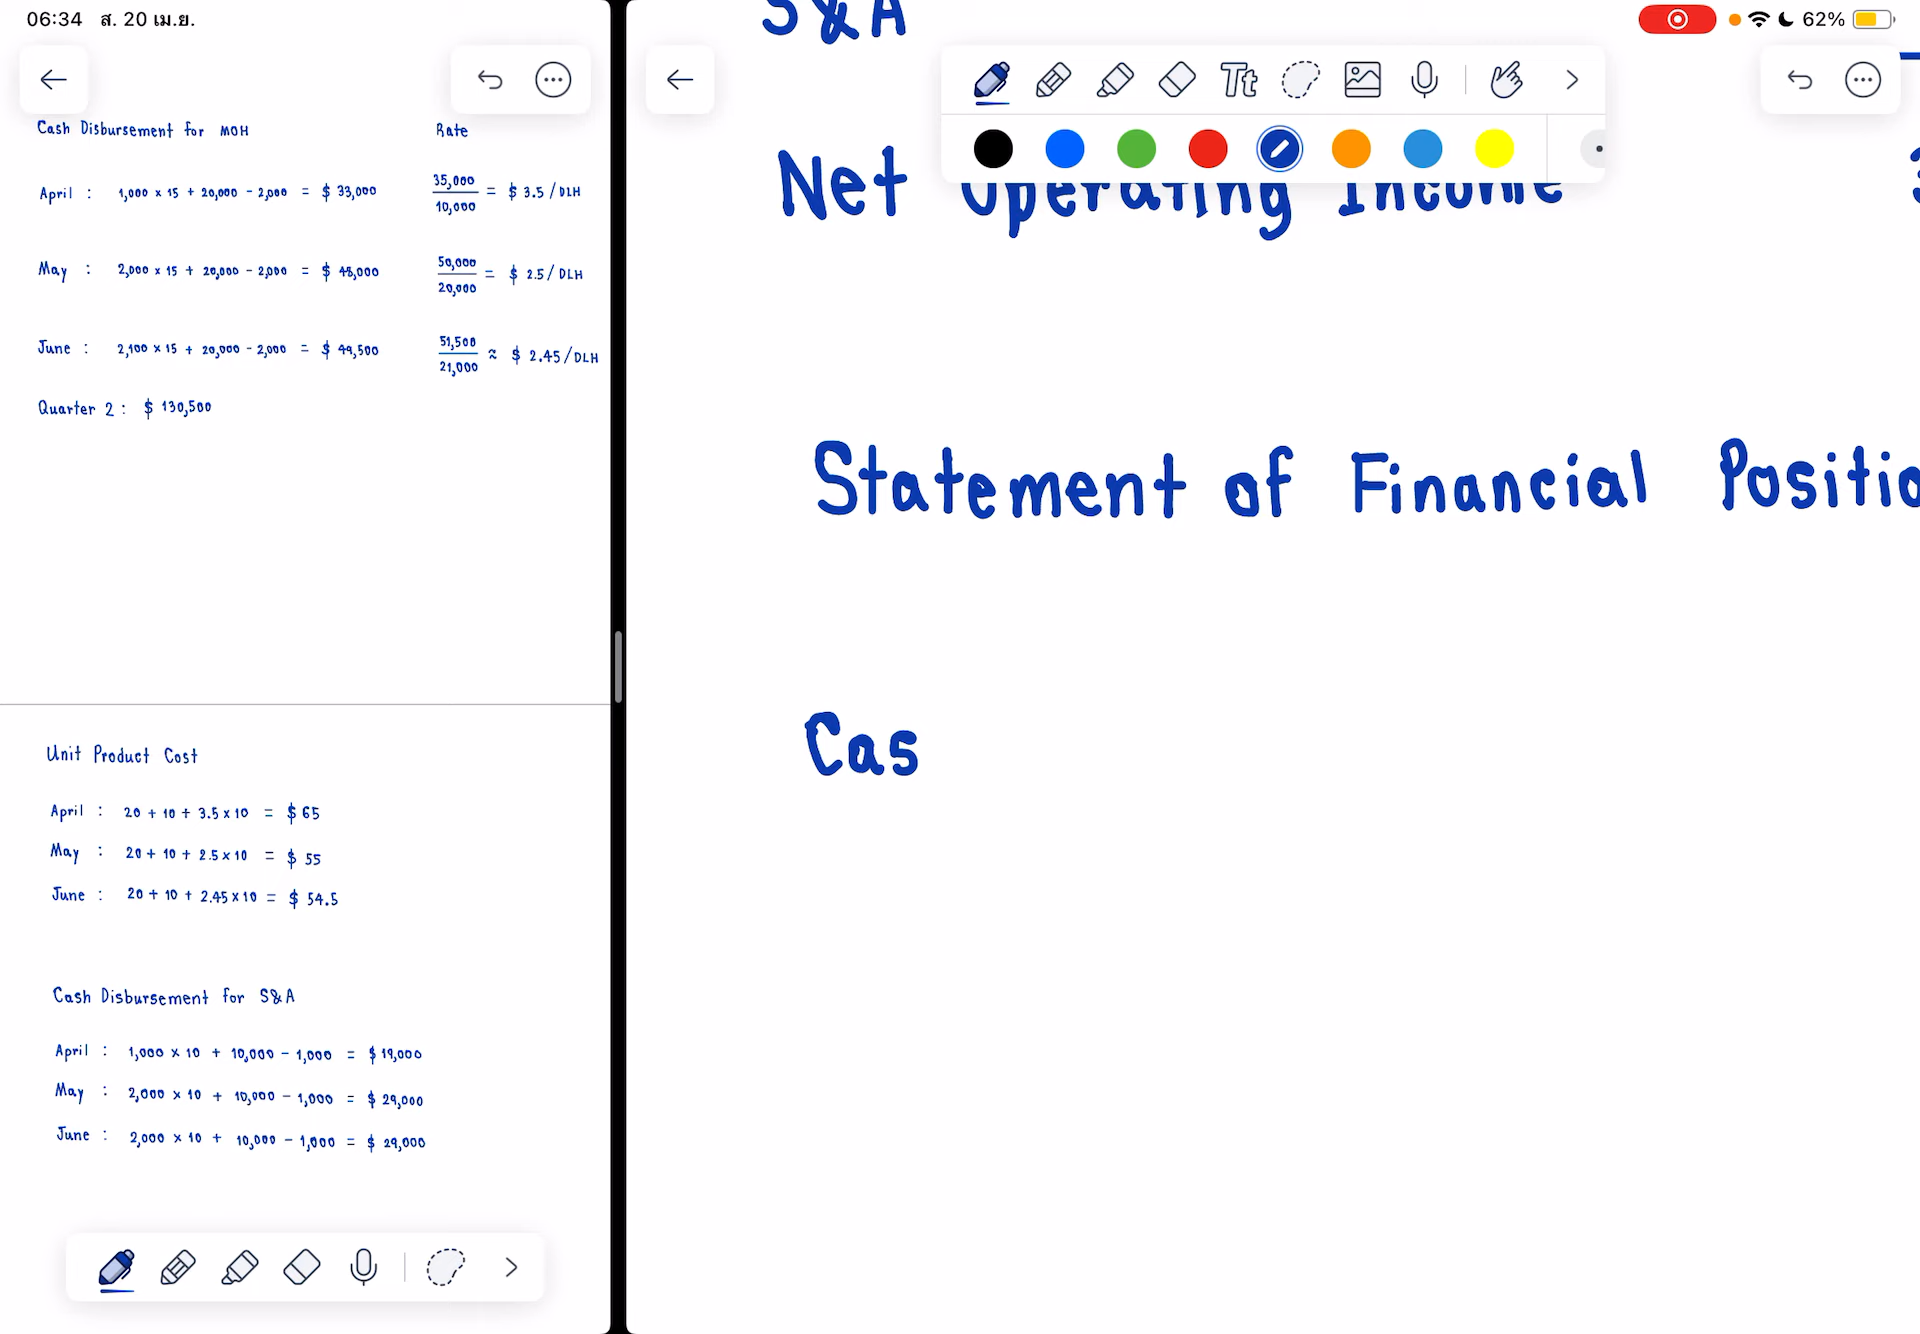 06:34 ส. 20 เม.ย.
62%
Cash Disbursement for MOH Rate
April : 1,000 x 15 + 20,000 - 2,000 = $ 33,000 35,000 / 10,000 = $ 3.5 / DLH
May : 2,000 x 15 + 20,000 - 2,000 = $ 48,000 50,000 / 20,000 = $ 2.5 / DLH
June : 2,100 x 15 + 20,000 - 2,000 = $ 49,500 51,500 / 21,000 ≈ $ 2.45 / DLH
Quarter 2 : $ 130,500
Unit Product Cost
April : 20 + 10 + 3.5 x 10 = $ 65
May : 20 + 10 + 2.5 x 10 = $ 55
June : 20 + 10 + 2.45 x 10 = $ 54.5
Cash Disbursement for S&A
April : 1,000 x 10 + 10,000 - 1,000 = $ 19,000
May : 2,000 x 10 + 10,000 - 1,000 = $ 29,000
June : 2,000 x 10 + 10,000 - 1,000 = $ 29,000
S&A
Tt
Net Operating Income
Statement of Financial Positio
Cas